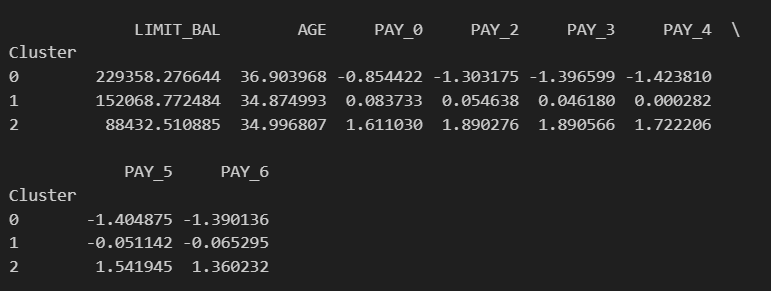 LIMIT_BAL AGE PAY_0 PAY_2 PAY_3 PAY_4 \
Cluster
0 229358.276644 36.903968 -0.854422 -1.303175 -1.396599 -1.423810
1 152068.772484 34.874993 0.083733 0.054638 0.046180 0.000282
2 88432.510885 34.996807 1.611030 1.890276 1.890566 1.722206
PAY_5 PAY_6
Cluster
0 -1.404875 -1.390136
1 -0.051142 -0.065295
2 1.541945 1.360232